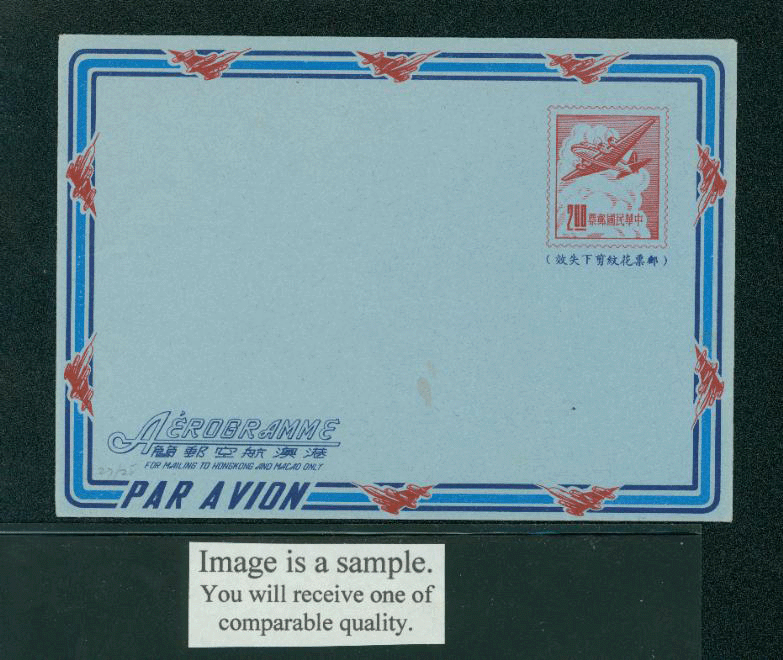 2.00 票郵國民華中
(效失下剪紋花票郵)
AÉROGRAMME
簡郵空航澳港
FOR MAILING TO HONGKONG AND MACAO ONLY
27/25
PAR AVION
Image is a sample.
You will receive one of
comparable quality.